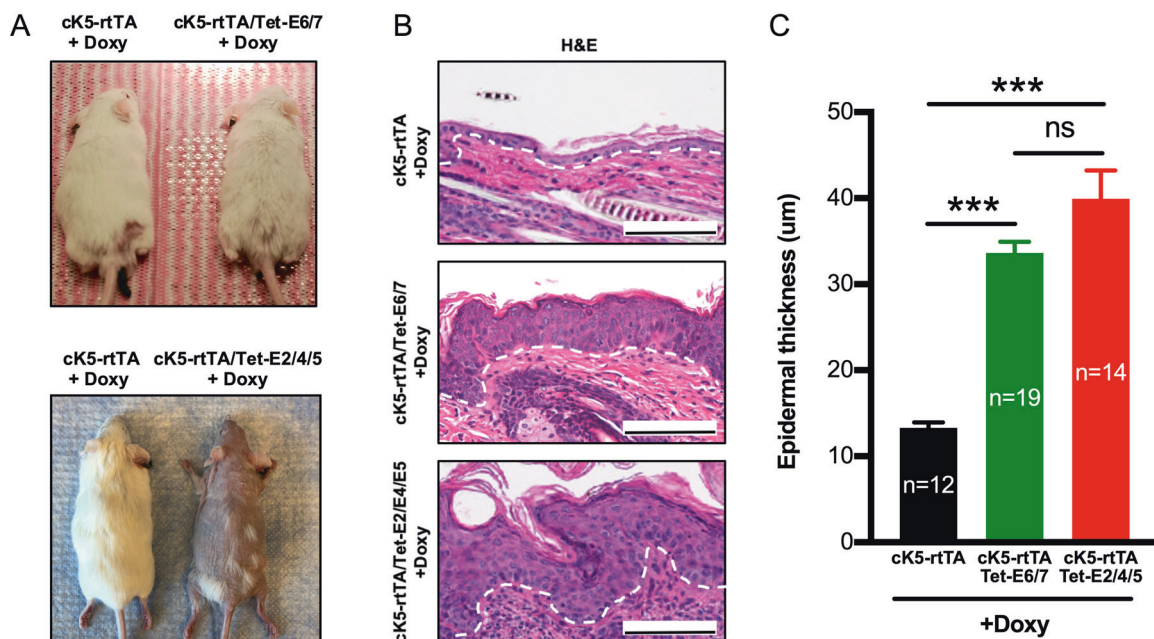 A
cK5-rtTA
+ Doxy
cK5-rtTA/Tet-E6/7
+ Doxy
cK5-rtTA
+ Doxy
cK5-rtTA/Tet-E2/4/5
+ Doxy
B
H&E
cK5-rtTA
+Doxy
cK5-rtTA/Tet-E6/7
+Doxy
cK5-rtTA/Tet-E2/E4/E5
+Doxy
C
Epidermal thickness (um)
50
40
30
20
10
0
***
ns
***
n=12
n=19
n=14
cK5-rtTA
cK5-rtTA
Tet-E6/7
cK5-rtTA
Tet-E2/4/5
+Doxy